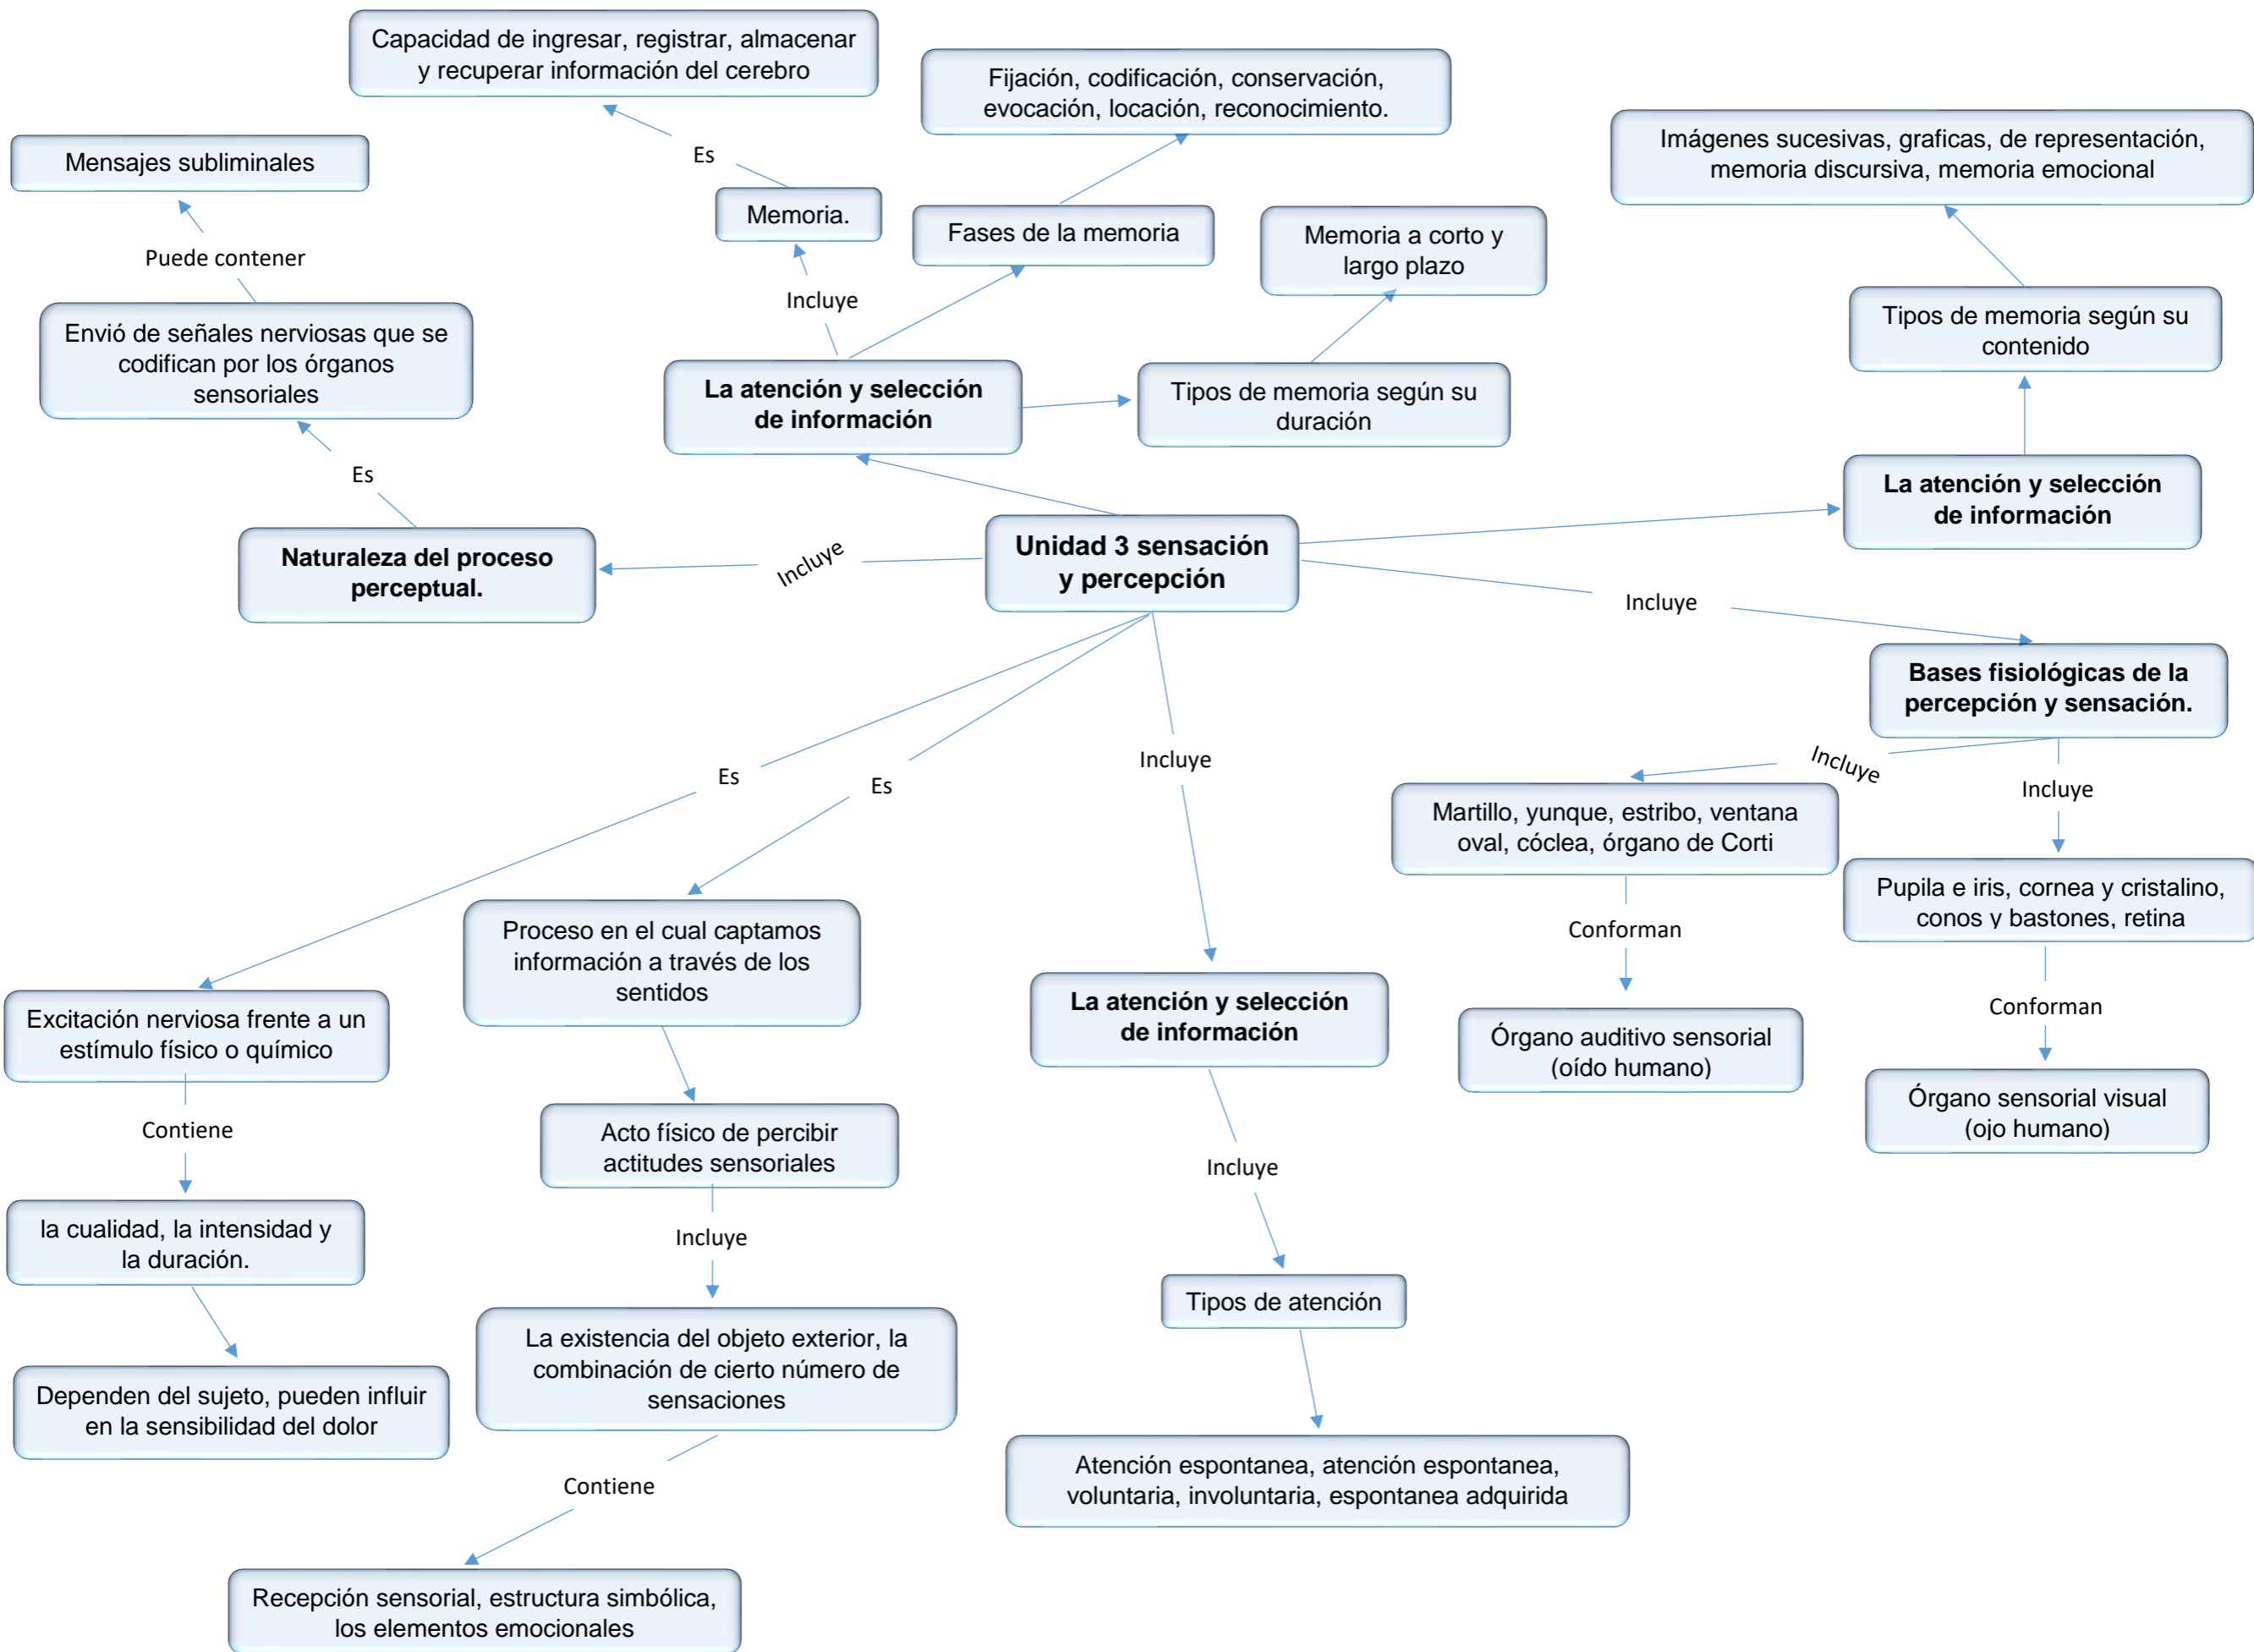 Capacidad de ingresar, registrar, almacenar
y recuperar información del cerebro
Fijación, codificación, conservación,
evocación, locación, reconocimiento.
Imágenes sucesivas, graficas, de representación,
memoria discursiva, memoria emocional
Mensajes subliminales
Es
Memoria.
Fases de la memoria
Memoria a corto y
largo plazo
Puede contener
Incluye
Tipos de memoria según su
contenido
Envió de señales nerviosas que se
codifican por los órganos
sensoriales
La atención y selección
de información
Tipos de memoria según su
duración
Es
La atención y selección
de información
Naturaleza del proceso
perceptual.
Incluye
Unidad 3 sensación
y percepción
Incluye
Bases fisiológicas de la
percepción y sensación.
Es
Es
Incluye
Incluye
Incluye
Martillo, yunque, estribo, ventana
oval, cóclea, órgano de Corti
Pupila e iris, cornea y cristalino,
conos y bastones, retina
Proceso en el cual captamos
información a través de los
sentidos
Conforman
Conforman
Excitación nerviosa frente a un
estímulo físico o químico
La atención y selección
de información
Órgano auditivo sensorial
(oído humano)
Órgano sensorial visual
(ojo humano)
Contiene
Acto físico de percibir
actitudes sensoriales
Incluye
la cualidad, la intensidad y
la duración.
Incluye
Tipos de atención
La existencia del objeto exterior, la
combinación de cierto número de
sensaciones
Dependen del sujeto, pueden influir
en la sensibilidad del dolor
Contiene
Atención espontanea, atención espontanea,
voluntaria, involuntaria, espontanea adquirida
Recepción sensorial, estructura simbólica,
los elementos emocionales